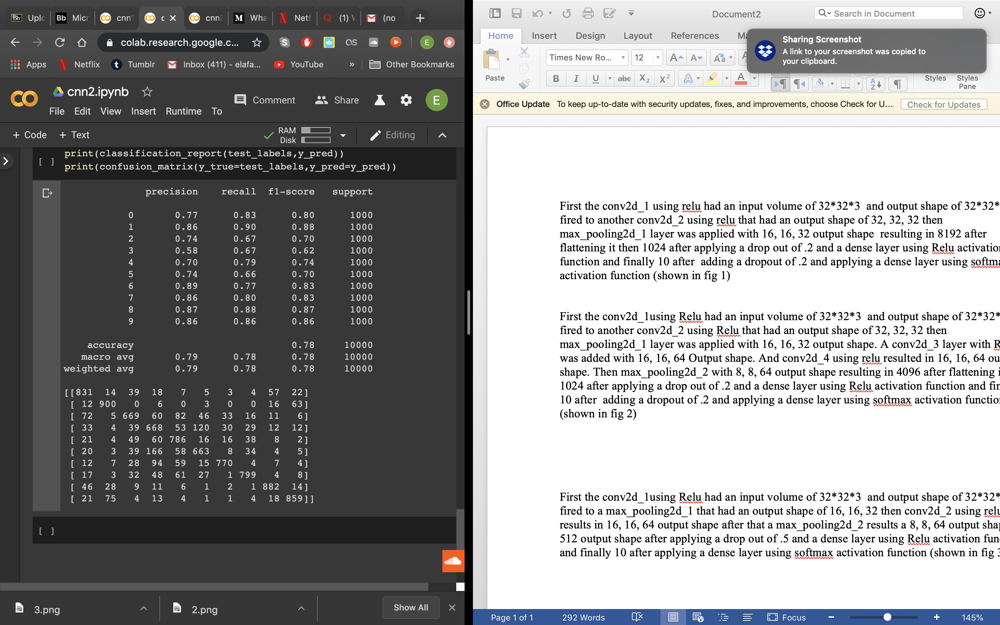 Bb Uplo
Bb Micr
cnn1
c
cnn3
M Wha
N Netf
Q (1) V
(no
colab.research.google.c...
E
Apps
Netflix
Tumblr
Inbox (411) - elafa...
YouTube
»
Other Bookmarks
cnn2.ipynb
Comment
Share
E
File Edit View Insert Runtime To
+ Code + Text
RAM
Disk
Editing
[ ] print(classification_report(test_labels,y_pred))
print(confusion_matrix(y_true=test_labels,y_pred=y_pred))
precision recall f1-score support
0 0.77 0.83 0.80 1000
1 0.86 0.90 0.88 1000
2 0.74 0.67 0.70 1000
3 0.58 0.67 0.62 1000
4 0.70 0.79 0.74 1000
5 0.74 0.66 0.70 1000
6 0.89 0.77 0.83 1000
7 0.86 0.80 0.83 1000
8 0.87 0.88 0.87 1000
9 0.86 0.86 0.86 1000
accuracy 0.78 10000
macro avg 0.79 0.78 0.78 10000
weighted avg 0.79 0.78 0.78 10000
[[831 14 39 18 7 5 3 4 57 22]
[ 12 900 0 6 0 3 0 0 16 63]
[ 72 5 669 60 82 46 33 16 11 6]
[ 33 4 39 668 53 120 30 29 12 12]
[ 21 4 49 60 786 16 16 38 8 2]
[ 20 3 39 166 58 663 8 34 4 5]
[ 12 7 28 94 59 15 770 4 7 4]
[ 17 3 32 48 61 27 1 799 4 8]
[ 46 28 9 11 6 1 2 1 882 14]
[ 21 75 4 13 4 1 1 4 18 859]]
[ ]
3.png
2.png
Show All
Document2
Search in Document
Home Insert Design Layout References Ma
Sharing Screenshot
A link to your screenshot was copied to
your clipboard.
Paste
Times New Ro...
12
A A Aa
B I U abc X2 X2 A A
Styles
Styles
Pane
Office Update To keep up-to-date with security updates, fixes, and improvements, choose Check for U...
Check for Updates
First the conv2d_1 using relu had an input volume of 32*32*3 and output shape of 32*32*
fired to another conv2d_2 using relu that had an output shape of 32, 32, 32 then
max_pooling2d_1 layer was applied with 16, 16, 32 output shape resulting in 8192 after
flattening it then 1024 after applying a drop out of .2 and a dense layer using Relu activation
function and finally 10 after adding a dropout of .2 and applying a dense layer using softma
activation function (shown in fig 1)
First the conv2d_1using Relu had an input volume of 32*32*3 and output shape of 32*32*
fired to another conv2d_2 using Relu that had an output shape of 32, 32, 32 then
max_pooling2d_1 layer was applied with 16, 16, 32 output shape. A conv2d_3 layer with R
was added with 16, 16, 64 Output shape. And conv2d_4 using relu resulted in 16, 16, 64 ou
shape. Then max_pooling2d_2 with 8, 8, 64 output shape resulting in 4096 after flattening i
1024 after applying a drop out of .2 and a dense layer using Relu activation function and fin
10 after adding a dropout of .2 and applying a dense layer using softmax activation function
(shown in fig 2)
First the conv2d_1using Relu had an input volume of 32*32*3 and output shape of 32*32*
fired to a max_pooling2d_1 that had an output shape of 16, 16, 32 then conv2d_2 using relu
results in 16, 16, 64 output shape after that a max_pooling2d_2 results a 8, 8, 64 output shap
512 output shape after applying a drop out of .5 and a dense layer using Relu activation fun
and finally 10 after applying a dense layer using softmax activation function (shown in fig 3
Page 1 of 1
292 Words
Focus
145%